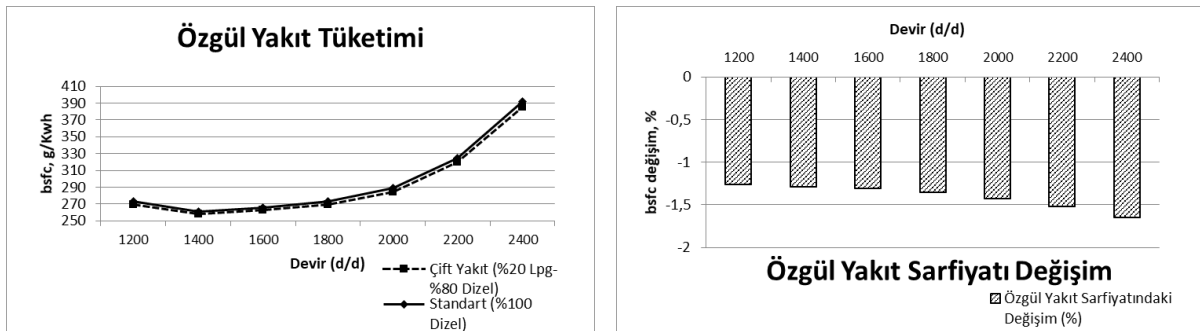 Özgül Yakıt Tüketimi
bsfc, g/Kwh
410
390
370
350
330
310
290
270
250
1200 1400 1600 1800 2000 2200 2400
Devir (d/d)
Çift Yakıt (%20 Lpg-
%80 Dizel)
Standart (%100
Dizel)
Devir (d/d)
1200 1400 1600 1800 2000 2200 2400
bsfc değişim, %
0
-0,5
-1
-1,5
-2
Özgül Yakıt Sarfiyatı Değişim
Özgül Yakıt Sarfiyatındaki
Değişim (%)